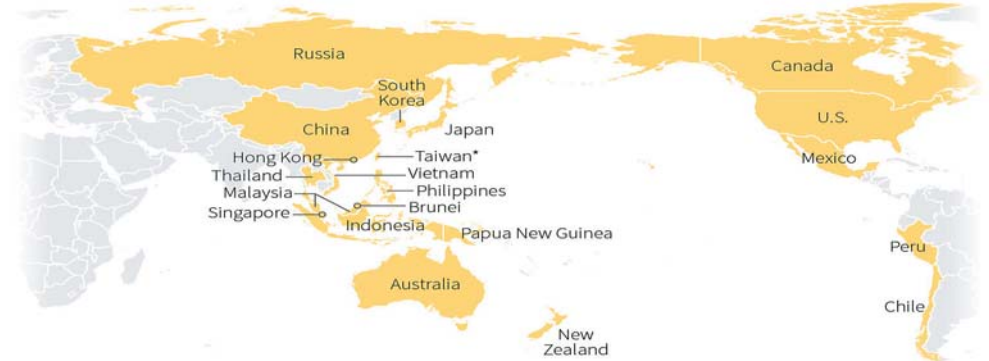 Russia
Canada
South
Korea
U.S.
China
Japan
Mexico
Hong Kong
Taiwan*
Thailand
Vietnam
Malaysia
Philippines
Singapore
Brunei
Indonesia
Papua New Guinea
Peru
Australia
Chile
New
Zealand